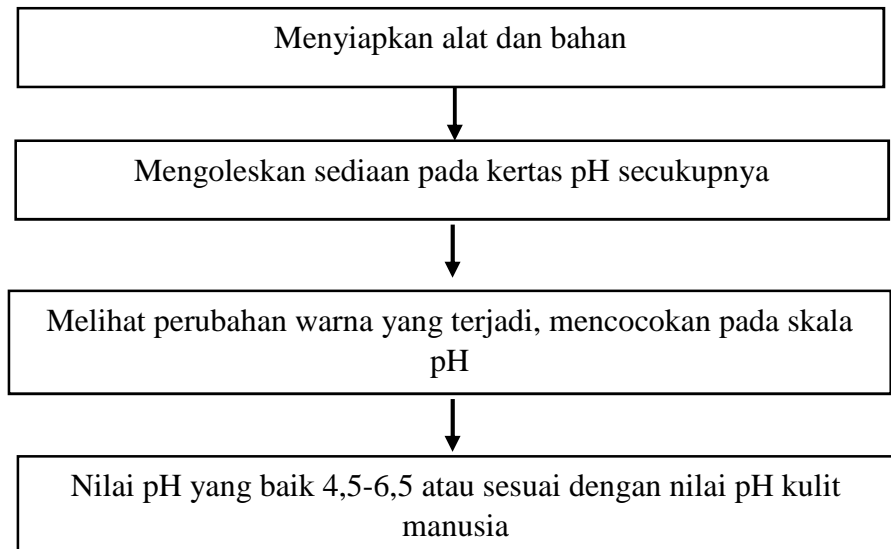 Menyiapkan alat dan bahan
Mengoleskan sediaan pada kertas pH secukupnya
Melihat perubahan warna yang terjadi, mencocokan pada skala
pH
Nilai pH yang baik 4,5-6,5 atau sesuai dengan nilai pH kulit
manusia